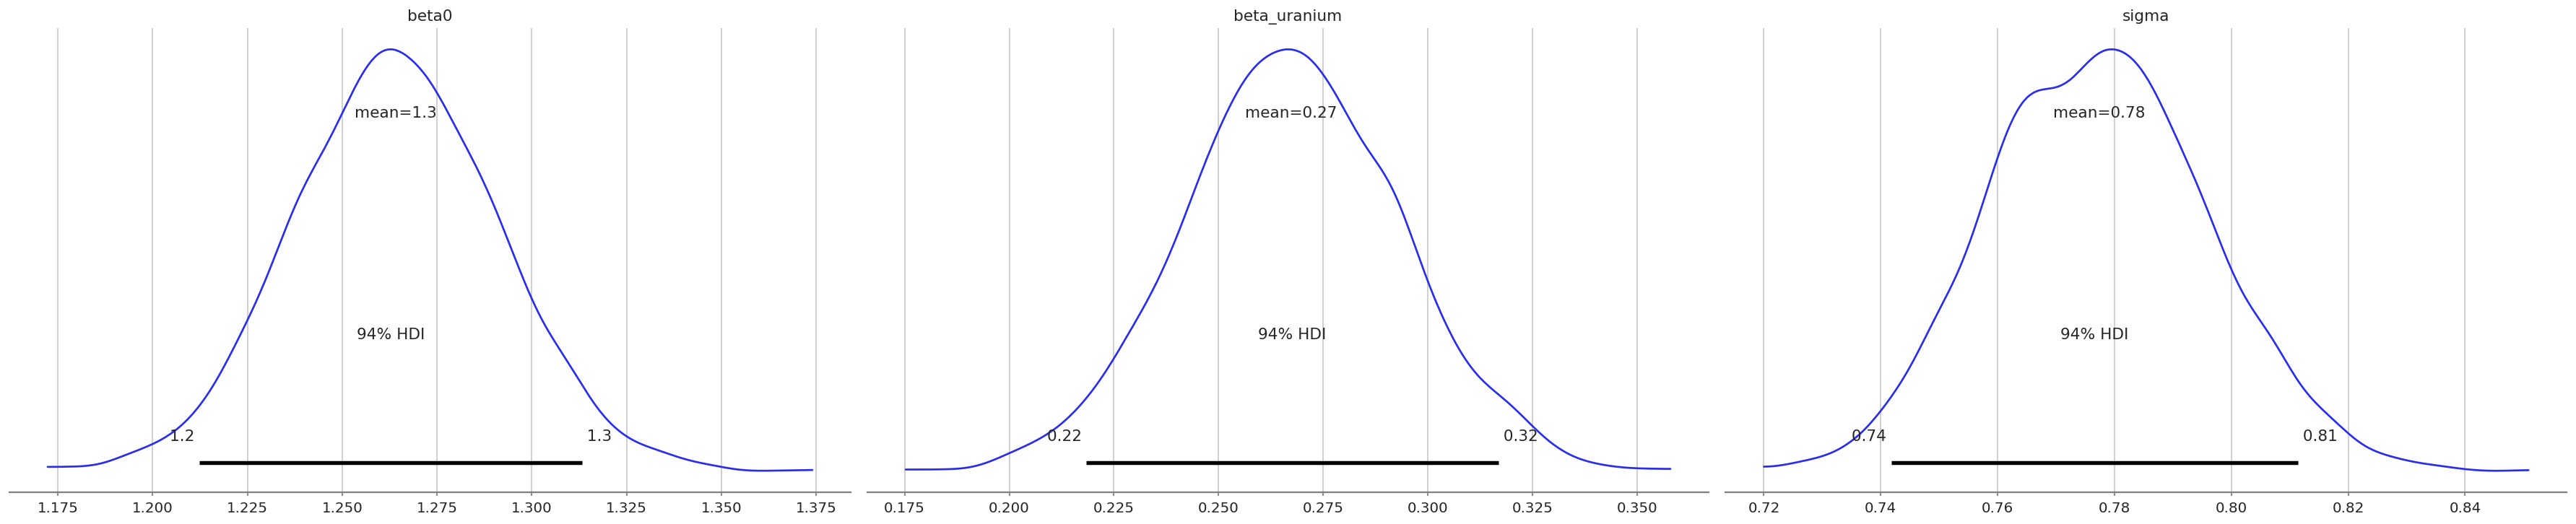 beta0
mean=1.3
94% HDI
1.2 1.3
1.175 1.200 1.225 1.250 1.275 1.300 1.325 1.350 1.375
beta_uranium
mean=0.27
94% HDI
0.22 0.32
0.175 0.200 0.225 0.250 0.275 0.300 0.325 0.350
sigma
mean=0.78
94% HDI
0.74 0.81
0.72 0.74 0.76 0.78 0.80 0.82 0.84